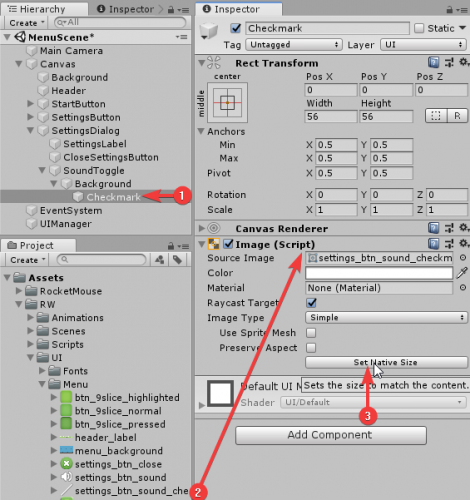 Hierarchy
Inspector
Create
All
MenuScene*
Main Camera
Canvas
Background
Header
StartButton
SettingsButton
SettingsDialog
SettingsLabel
CloseSettingsButton
SoundToggle
Background
Checkmark
EventSystem
UIManager
1
Project
Create
Assets
RocketMouse
RW
Animations
Scenes
Scripts
UI
Fonts
Menu
btn_9slice_highlighted
btn_9slice_normal
btn_9slice_pressed
header_label
menu_background
settings_btn_close
settings_btn_sound
settings_btn_sound_che
Inspector
Checkmark
Static
Tag Untagged Layer UI
Rect Transform
center
middle
Pos X Pos Y Pos Z
0 0 0
Width Height
56 56
R
Anchors
Min X 0.5 Y 0.5
Max X 0.5 Y 0.5
Pivot X 0.5 Y 0.5
Rotation X 0 Y 0 Z 0
Scale X 1 Y 1 Z 1
Canvas Renderer
Image (Script)
Source Image settings_btn_sound_checkm
Color
Material None (Material)
Raycast Target
Image Type Simple
Use Sprite Mesh
Preserve Aspect
Set Native Size
Default UI M
Sets the size to match the content.
Shader UI/Default
3
Add Component
2